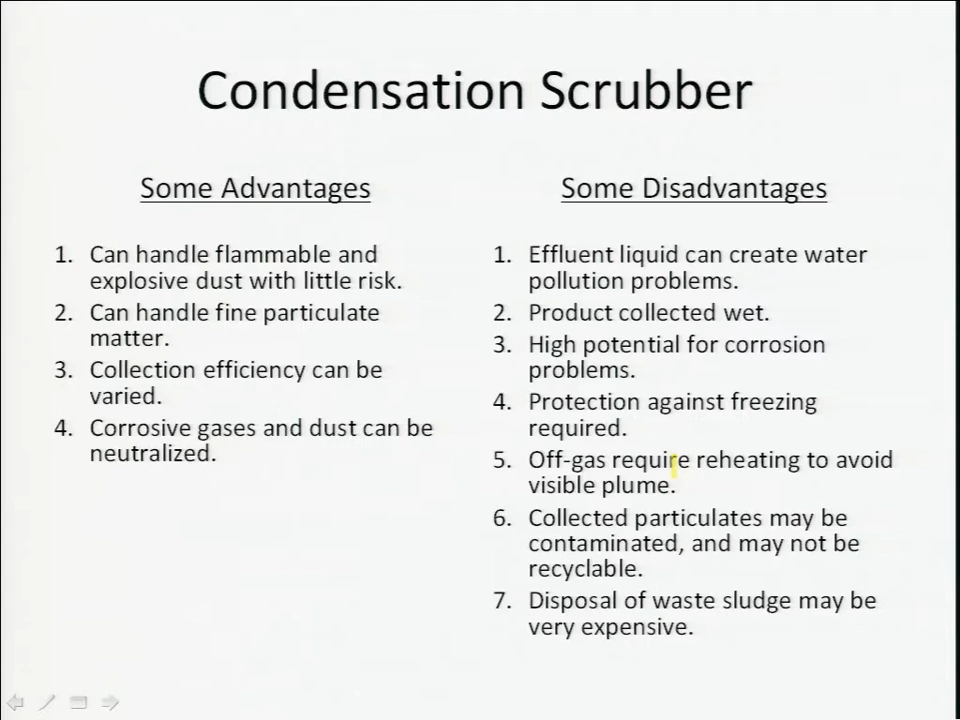 Condensation Scrubber
Some Advantages
1. Can handle flammable and
explosive dust with little risk.
2. Can handle fine particulate
matter.
3. Collection efficiency can be
varied.
4. Corrosive gases and dust can be
neutralized.
Some Disadvantages
1. Effluent liquid can create water
pollution problems.
2. Product collected wet.
3. High potential for corrosion
problems.
4. Protection against freezing
required.
5. Off-gas require reheating to avoid
visible plume.
6. Collected particulates may be
contaminated, and may not be
recyclable.
7. Disposal of waste sludge may be
very expensive.